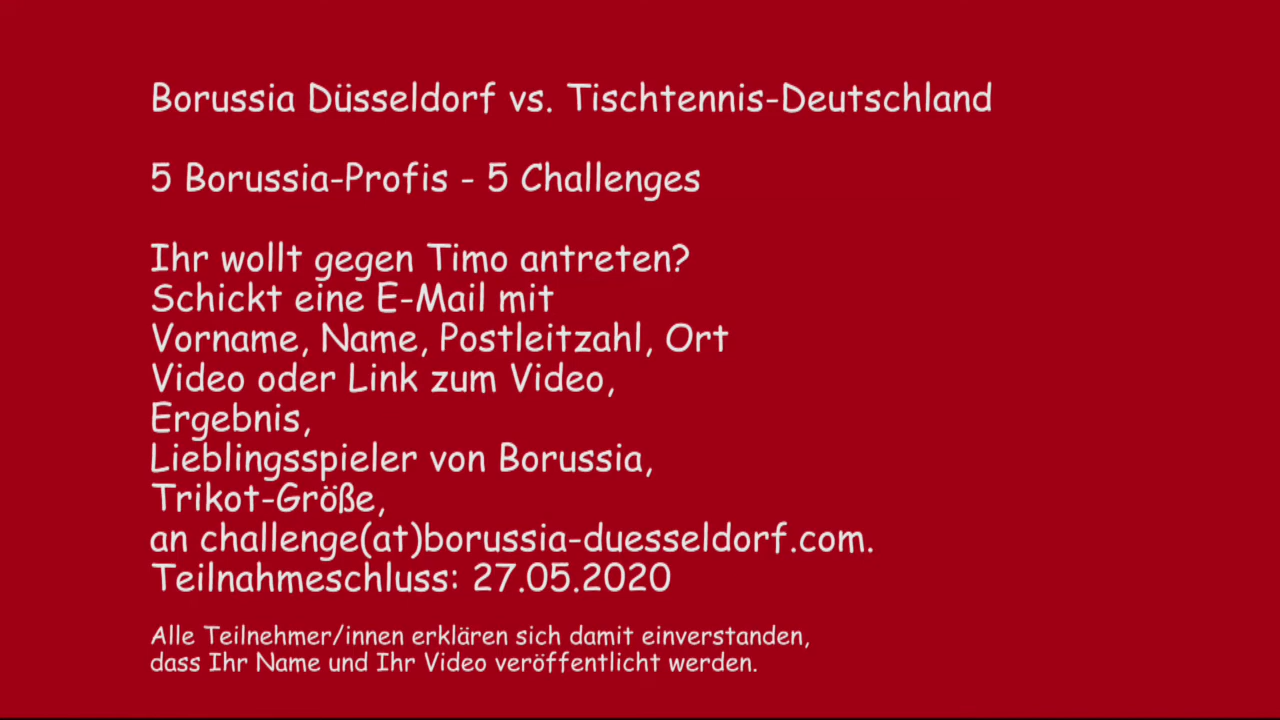 Borussia Düsseldorf vs. Tischtennis-Deutschland
5 Borussia-Profis - 5 Challenges
Ihr wollt gegen Timo antreten?
Schickt eine E-Mail mit
Vorname, Name, Postleitzahl, Ort
Video oder Link zum Video,
Ergebnis,
Lieblingsspieler von Borussia,
Trikot-Größe,
an challenge(at)borussia-duesseldorf.com.
Teilnahmeschluss: 27.05.2020
Alle Teilnehmer/innen erklären sich damit einverstanden,
dass Ihr Name und Ihr Video veröffentlicht werden.